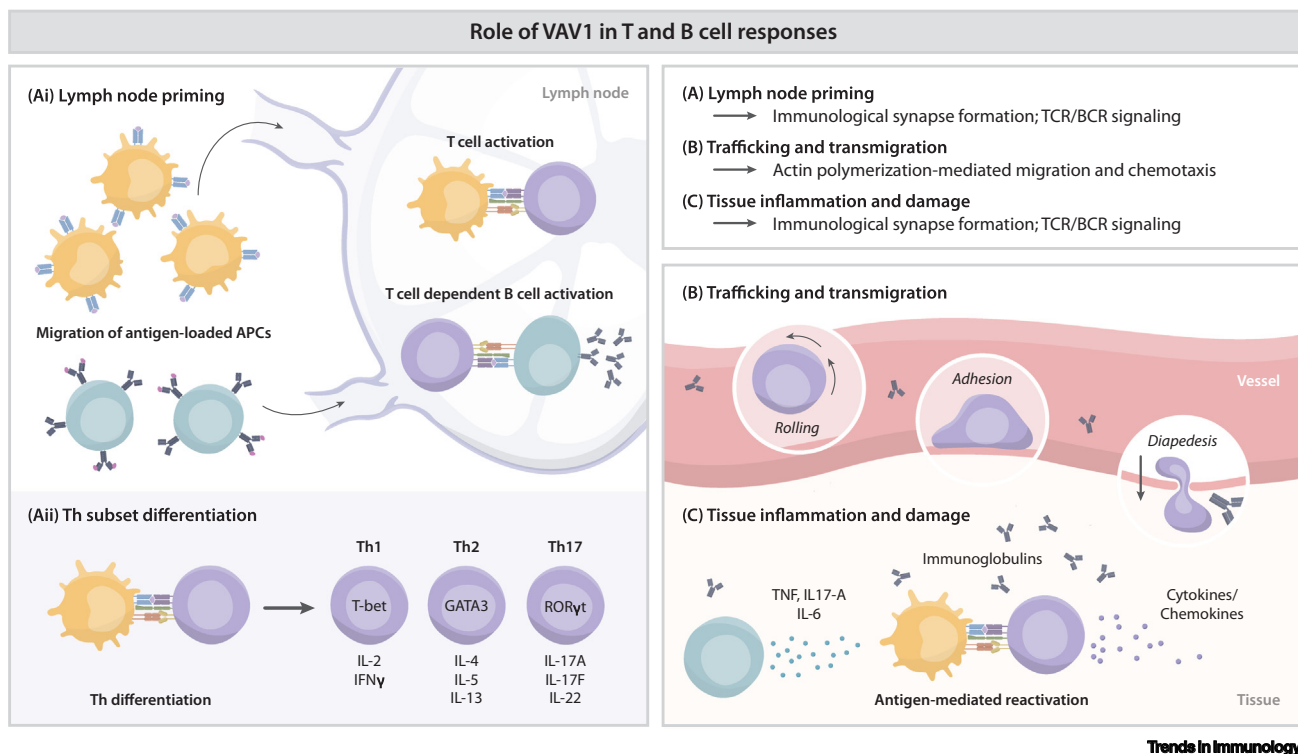 Role of VAV1 in T and B cell responses
(Ai) Lymph node priming
Lymph node
T cell activation
T cell dependent B cell activation
Migration of antigen-loaded APCs
(Aii) Th subset differentiation
Th1
Th2
Th17
T-bet
GATA3
RORγt
IL-2
IFNγ
IL-4
IL-5
IL-13
IL-17A
IL-17F
IL-22
Th differentiation
(A) Lymph node priming
Immunological synapse formation; TCR/BCR signaling
(B) Trafficking and transmigration
Actin polymerization-mediated migration and chemotaxis
(C) Tissue inflammation and damage
Immunological synapse formation; TCR/BCR signaling
(B) Trafficking and transmigration
Rolling
Adhesion
Vessel
Diapedesis
(C) Tissue inflammation and damage
Immunoglobulins
TNF, IL17-A
IL-6
Cytokines/
Chemokines
Antigen-mediated reactivation
Tissue
Trends in Immunology